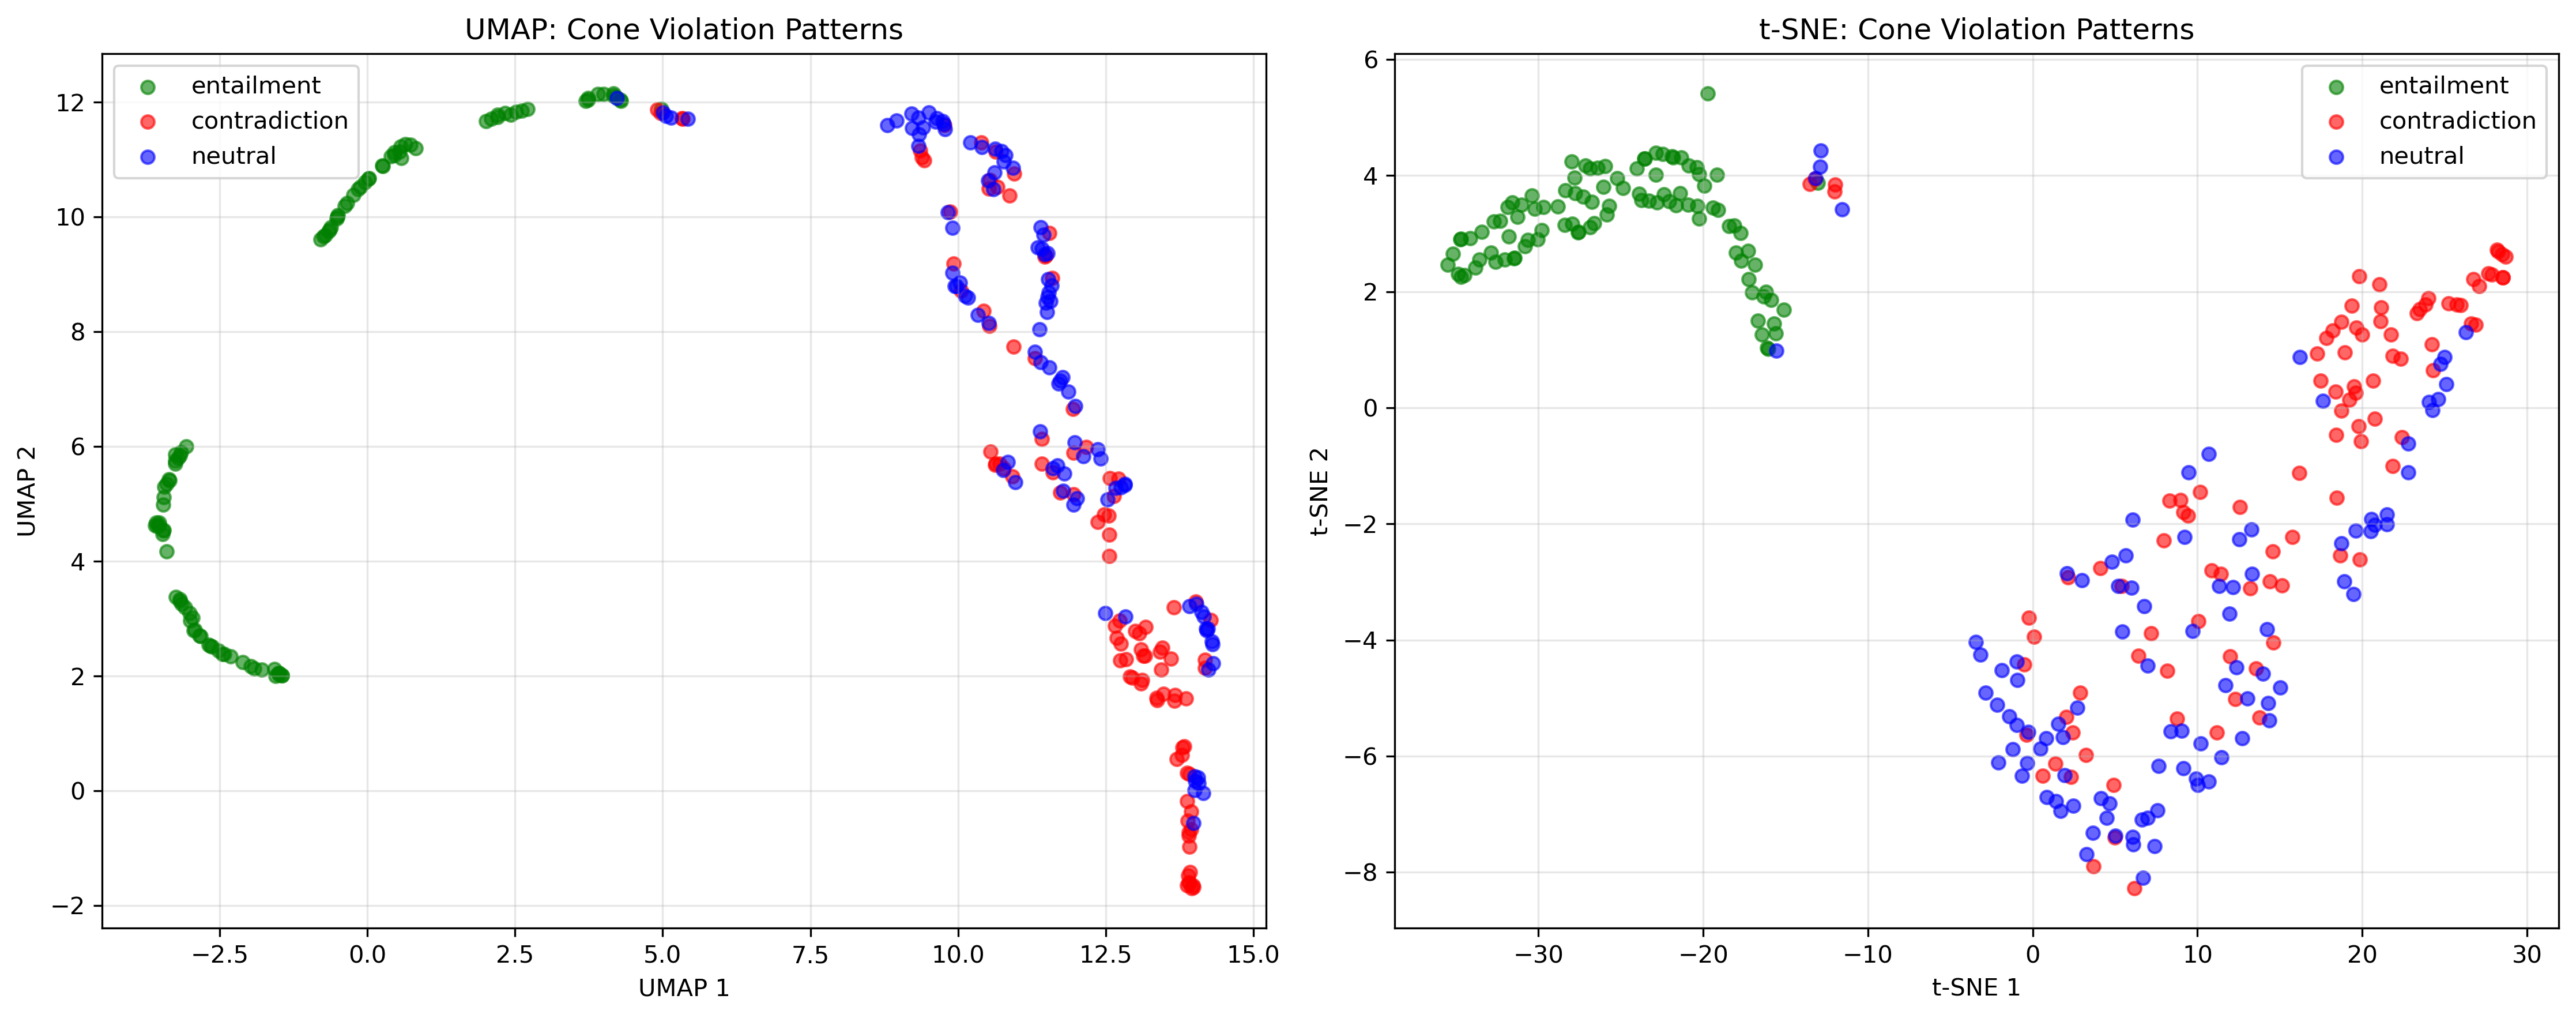 UMAP: Cone Violation Patterns
entailment
contradiction
neutral
12
10
8
6
4
2
0
−2
UMAP 2
−2.5 0.0 2.5 5.0 7.5 10.0 12.5 15.0
UMAP 1
t-SNE: Cone Violation Patterns
entailment
contradiction
neutral
6
4
2
0
−2
−4
−6
−8
t-SNE 2
−30 −20 −10 0 10 20 30
t-SNE 1